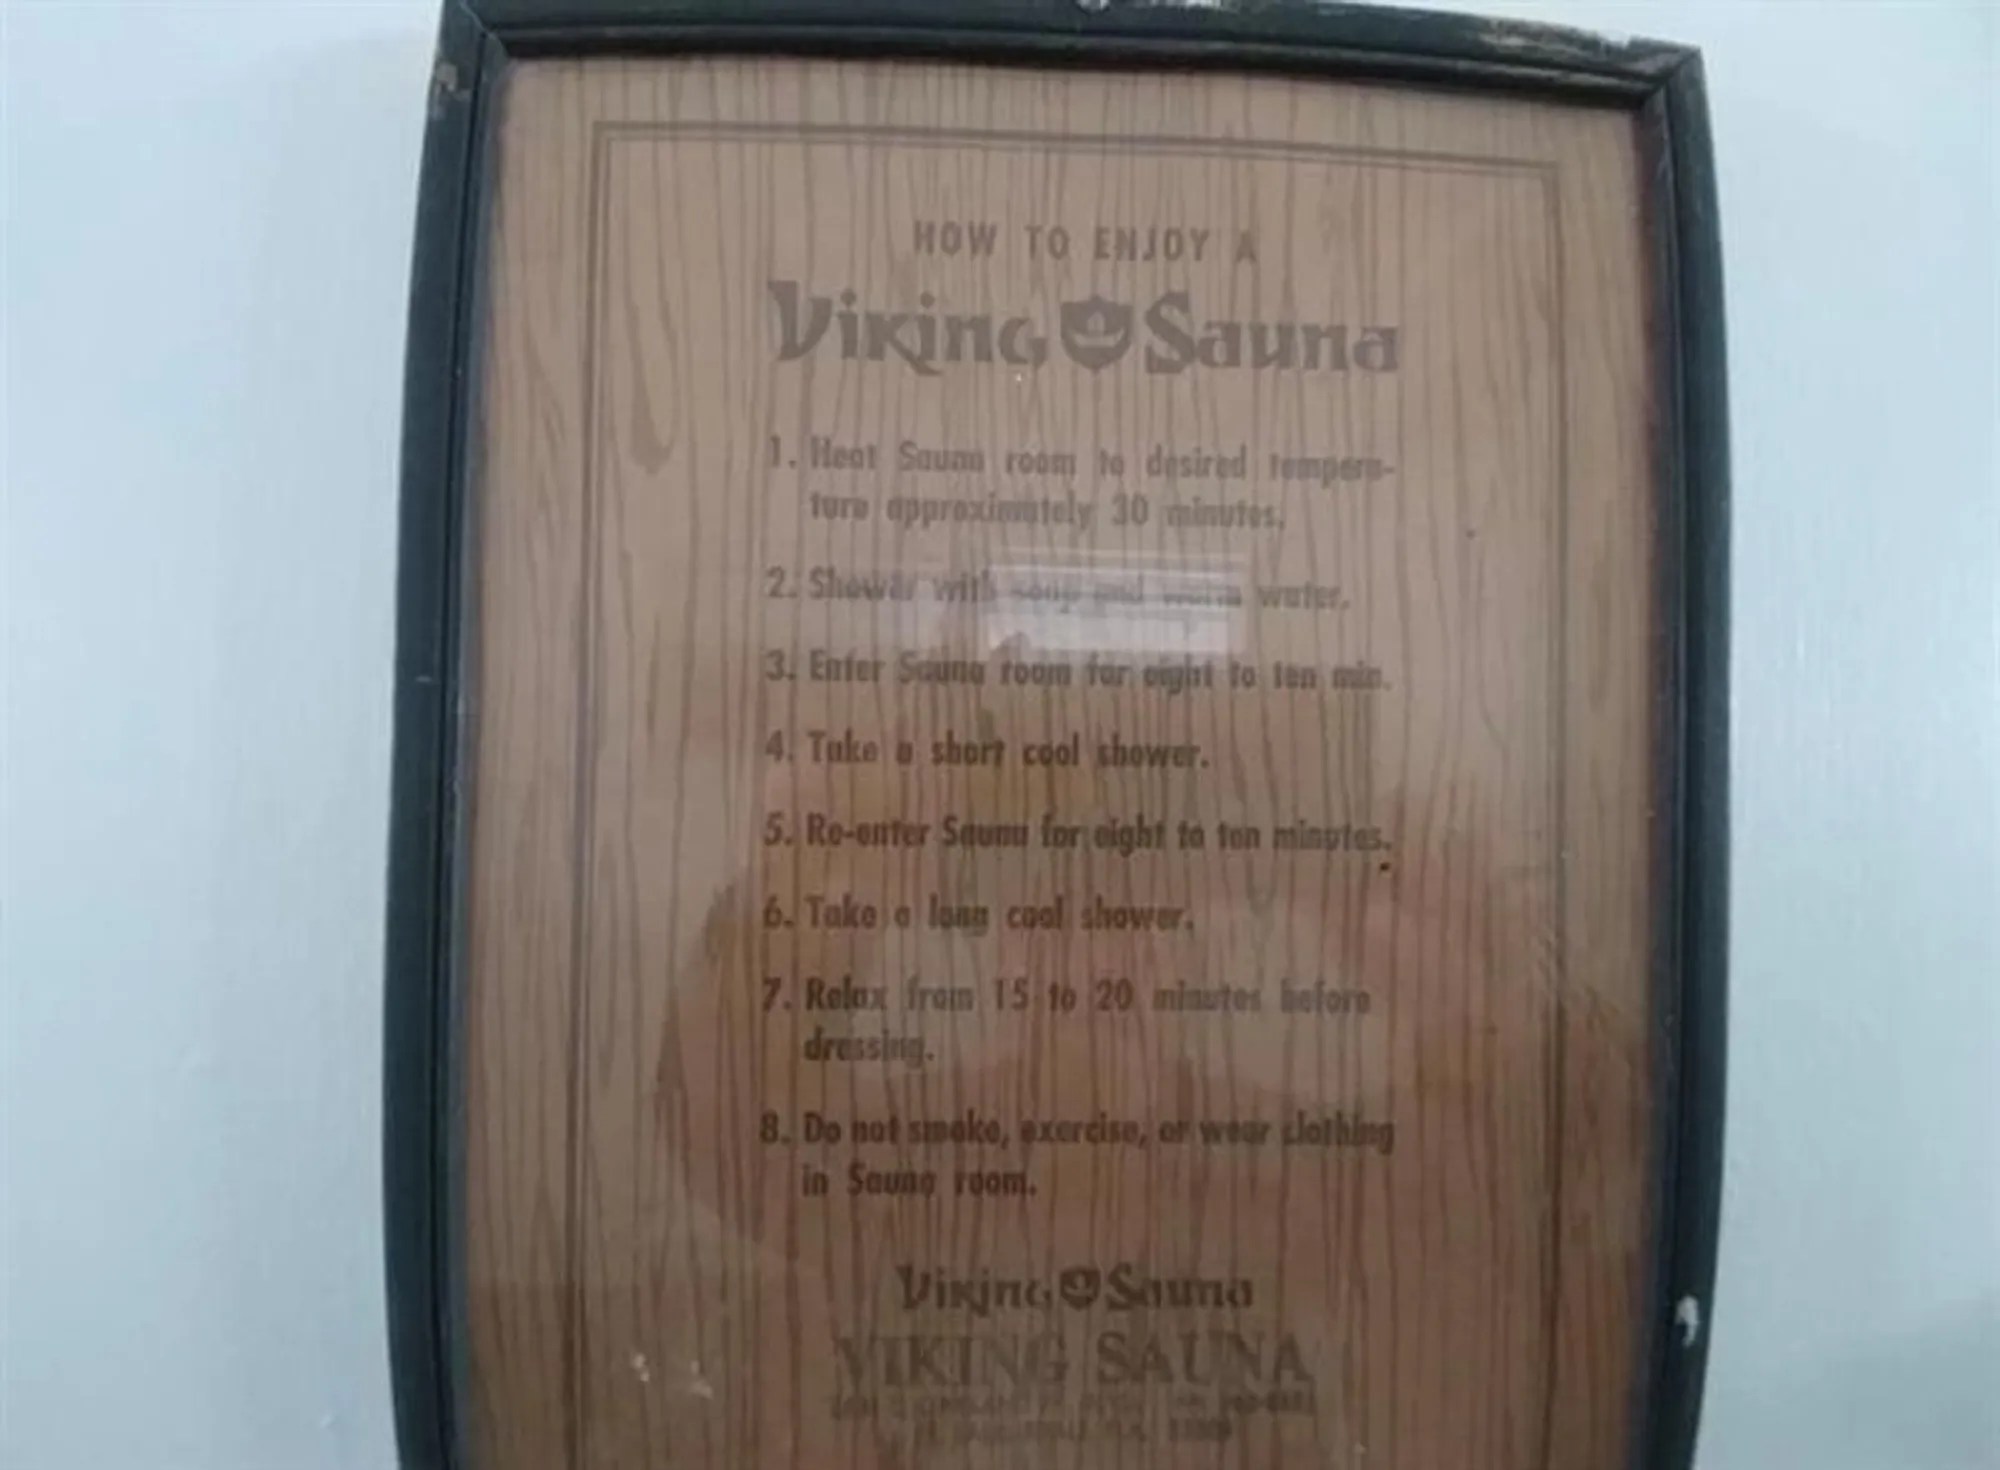 HOW TO ENJOY A
Viking Sauna
1. Heat Sauna room to desired tempera-
ture approximately 30 minutes.
2. Shower with soap and warm water.
3. Enter Sauna room for eight to ten min.
4. Take a short cool shower.
5. Re-enter Sauna for eight to ten minutes.
6. Take a long cool shower.
7. Relax from 15 to 20 minutes before
dressing.
8. Do not smoke, exercise, or wear clothing
in Sauna room.
Viking Sauna
VIKING SAUNA